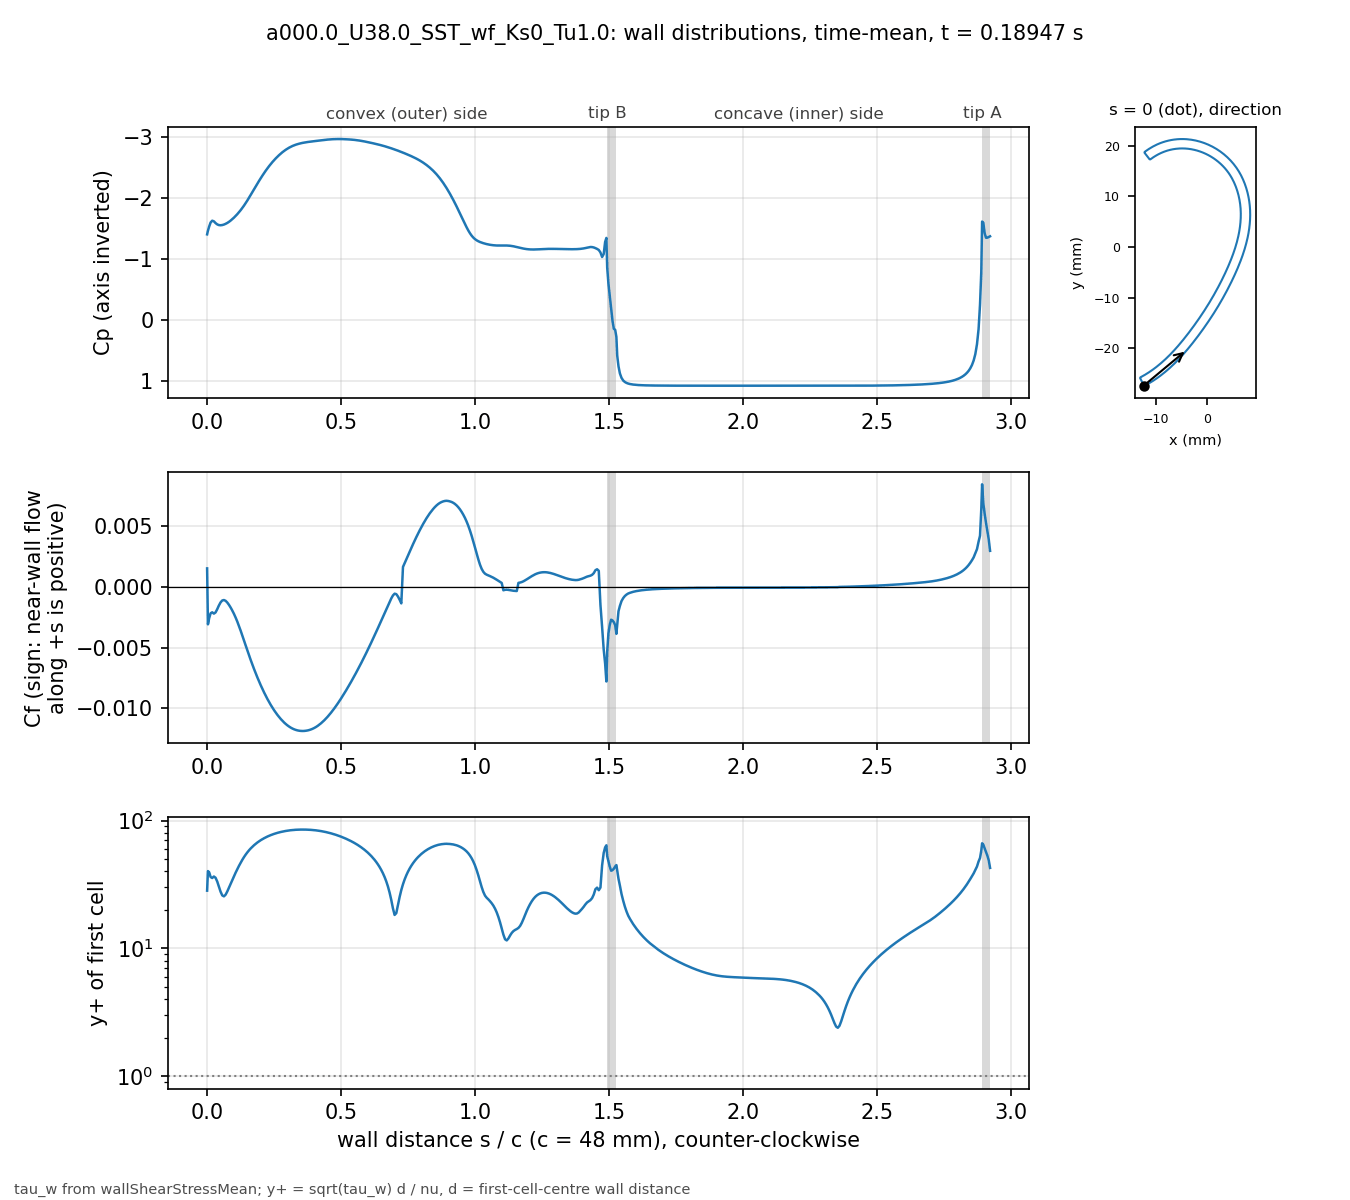 a000.0_U38.0_SST_wf_Ks0_Tu1.0: wall distributions, time-mean, t = 0.18947 s
convex (outer) side
tip B
concave (inner) side
tip A
s = 0 (dot), direction
−3
−2
−1
0
1
Cp (axis inverted)
0.0 0.5 1.0 1.5 2.0 2.5 3.0
20
10
0
−10
−20
y (mm)
−10 0
x (mm)
0.005
0.000
−0.005
−0.010
Cf (sign: near-wall flow
along +s is positive)
0.0 0.5 1.0 1.5 2.0 2.5 3.0
10²
10¹
10⁰
y+ of first cell
0.0 0.5 1.0 1.5 2.0 2.5 3.0
wall distance s / c (c = 48 mm), counter-clockwise
tau_w from wallShearStressMean; y+ = sqrt(tau_w) d / nu, d = first-cell-centre wall distance